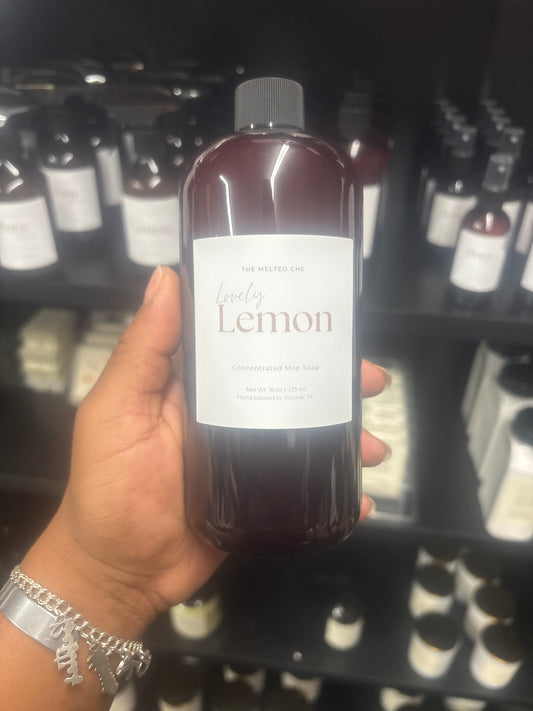 THE MELTED CHE
Lovely
Lemon
Concentrated Mop Soap
Net Wt. 16 oz | 473 ml
Hand poured in: Winnie, TX